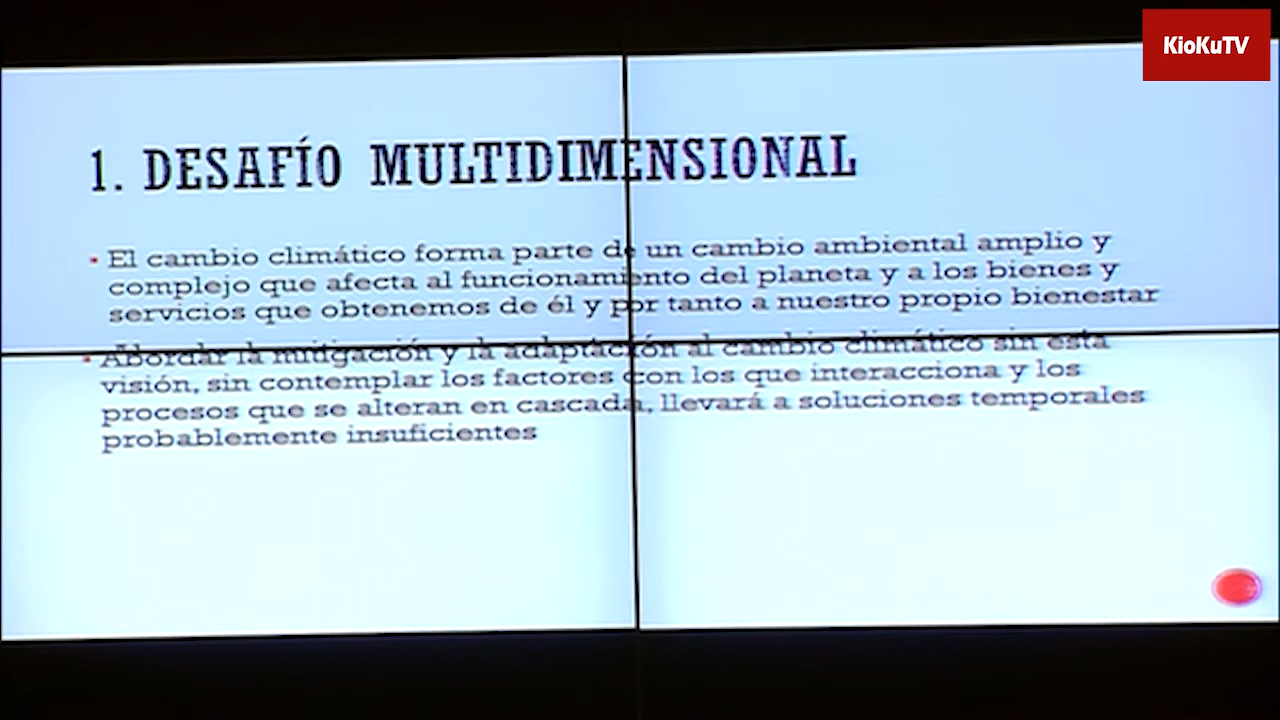 KioKuTV
1. DESAFÍO MULTIDIMENSIONAL
• El cambio climático forma parte de un cambio ambiental amplio y
complejo que afecta al funcionamiento del planeta y a los bienes y
servicios que obtenemos de él y por tanto a nuestro propio bienestar
• Abordar la mitigación y la adaptación al cambio climático sin esta
visión, sin contemplar los factores con los que interacciona y los
procesos que se alteran en cascada, llevará a soluciones temporales
probablemente insuficientes